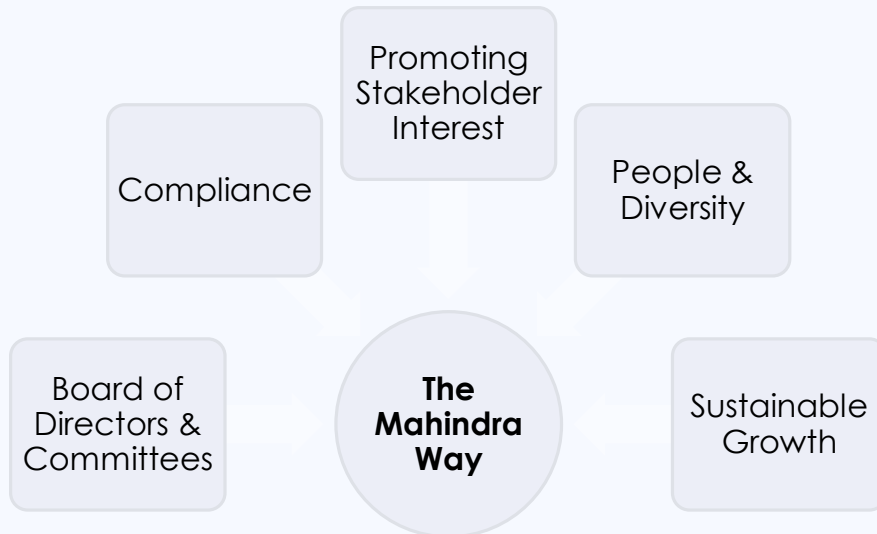 Promoting
Stakeholder
Interest
Compliance
People &
Diversity
Board of
Directors &
Committees
The
Mahindra
Way
Sustainable
Growth